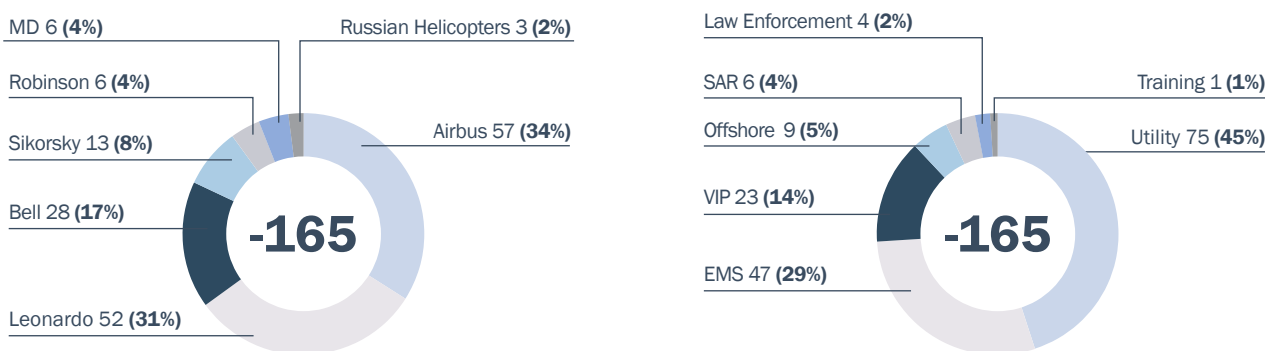 MD 6 (4%)
Russian Helicopters 3 (2%)
Robinson 6 (4%)
Airbus 57 (34%)
Sikorsky 13 (8%)
Bell 28 (17%)
-165
Leonardo 52 (31%)
Law Enforcement 4 (2%)
SAR 6 (4%)
Training 1 (1%)
Offshore 9 (5%)
Utility 75 (45%)
VIP 23 (14%)
-165
EMS 47 (29%)